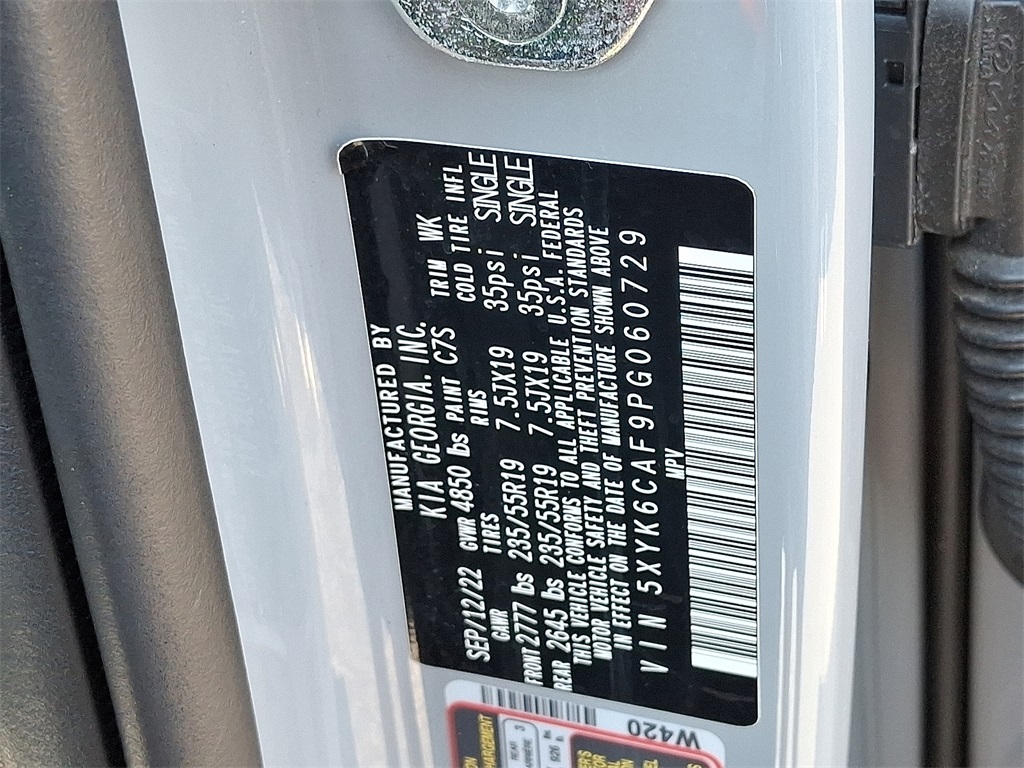 MANUFACTURED BY
KIA GEORGIA, INC.
SEP/12/22 GVWR 4850 lbs PAINT C7S TRIM WK
GAWR TIRES RIMS COLD TIRE INFL
FRONT 2777 lbs 235/55R19 7.5JX19 35psi SINGLE
REAR 2645 lbs 235/55R19 7.5JX19 35psi SINGLE
THIS VEHICLE CONFORMS TO ALL APPLICABLE U.S.A. FEDERAL
MOTOR VEHICLE SAFETY AND THEFT PREVENTION STANDARDS
IN EFFECT ON THE DATE OF MANUFACTURE SHOWN ABOVE
VIN 5XYK6CAF9PG060729
MPV
W420
REAR 3